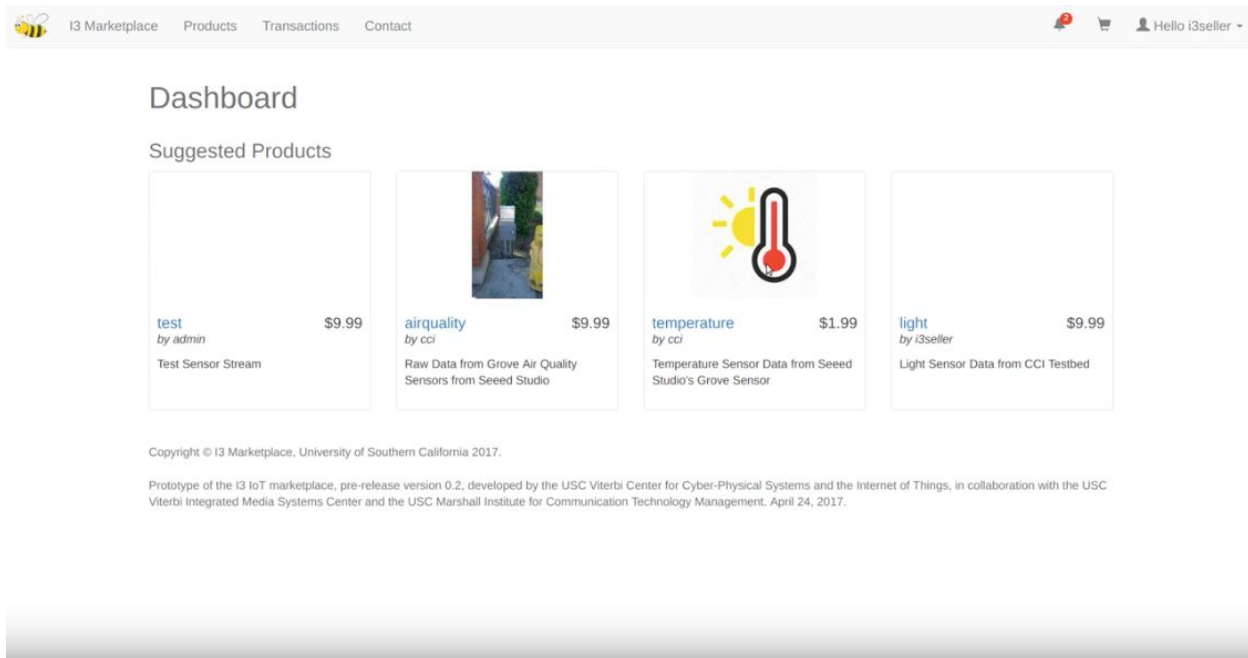 I3 Marketplace Products Transactions Contact 2 Hello i3seller
Dashboard
Suggested Products
test $9.99
by admin
Test Sensor Stream
airquality $9.99
by cci
Raw Data from Grove Air Quality
Sensors from Seeed Studio
temperature $1.99
by cci
Temperature Sensor Data from Seeed
Studio's Grove Sensor
light $9.99
by i3seller
Light Sensor Data from CCI Testbed
Copyright © I3 Marketplace, University of Southern California 2017.
Prototype of the I3 IoT marketplace, pre-release version 0.2, developed by the USC Viterbi Center for Cyber-Physical Systems and the Internet of Things, in collaboration with the USC
Viterbi Integrated Media Systems Center and the USC Marshall Institute for Communication Technology Management. April 24, 2017.